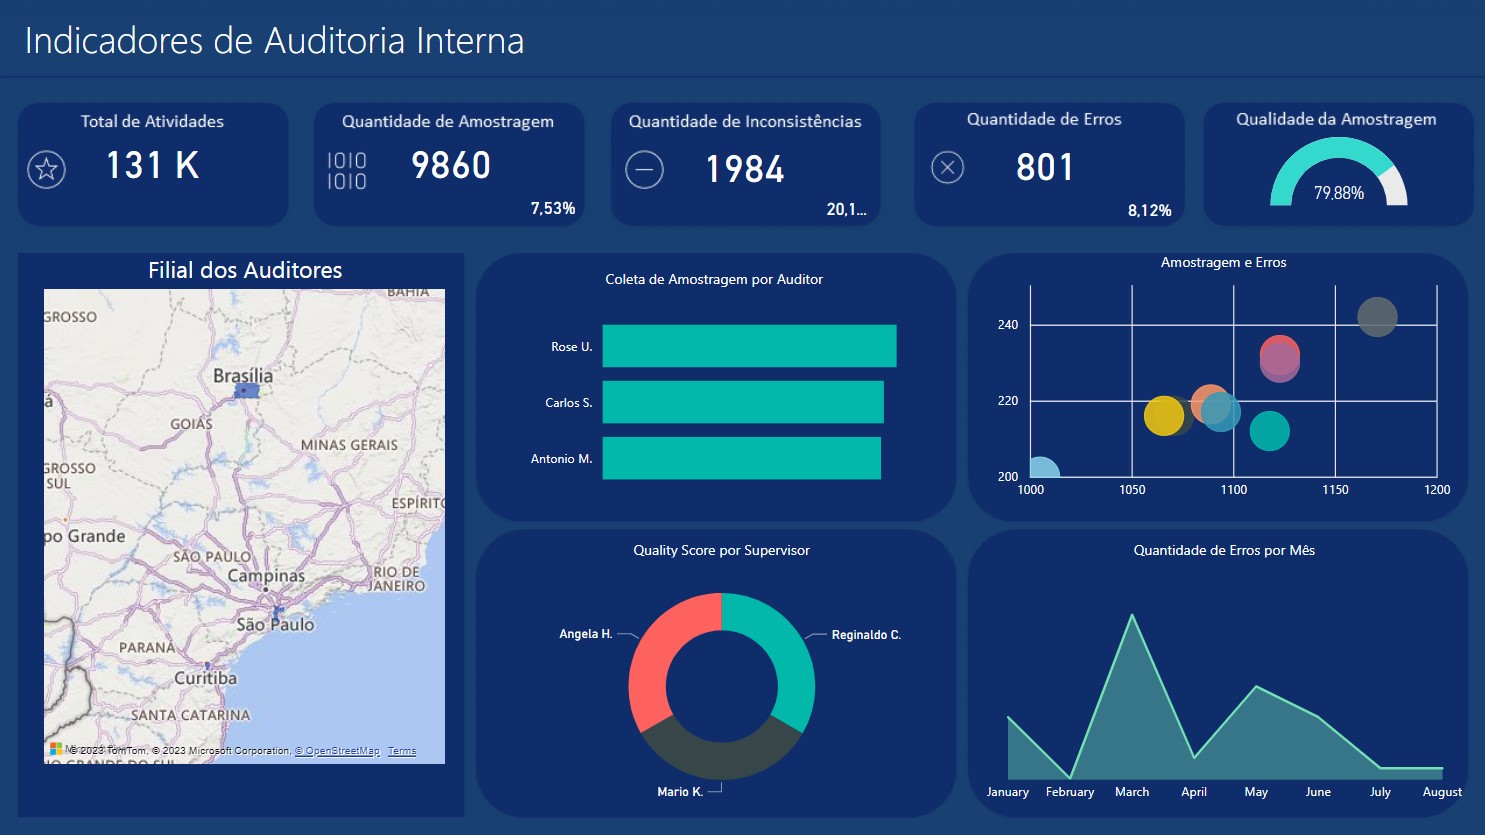 Indicadores de Auditoria Interna
Total de Atividades
131 K
Quantidade de Amostragem
1010
1010
9860
7,53%
Quantidade de Inconsistências
1984
20,1...
Quantidade de Erros
801
8,12%
Qualidade da Amostragem
79,88%
Filial dos Auditores
BAHIA
GROSSO
Brasília
GOIÁS
MINAS GERAIS
GROSSO
SUL
ESPÍRITO
po Grande
SÃO PAULO
Campinas
RIO DE
JANEIRO
São Paulo
PARANÁ
Curitiba
SANTA CATARINA
© 2023 TomTom, © 2023 Microsoft Corporation, © OpenStreetMap Terms
Coleta de Amostragem por Auditor
Rose U.
Carlos S.
Antonio M.
Amostragem e Erros
240
220
200
1000 1050 1100 1150 1200
Quality Score por Supervisor
Angela H.
Reginaldo C.
Mario K.
Quantidade de Erros por Mês
January February March April May June July August